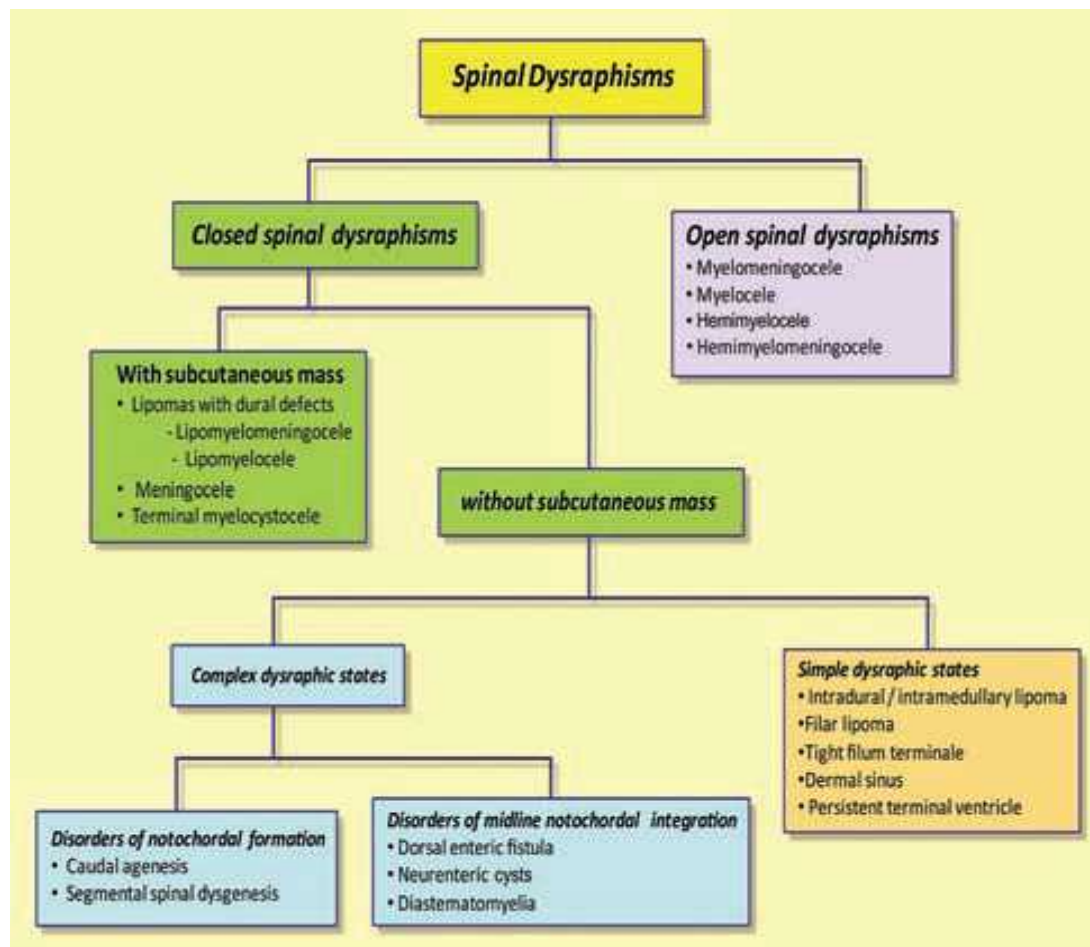 Spinal Dysraphisms
Closed spinal dysraphisms
Open spinal dysraphisms
• Myelomeningocele
• Myelocele
• Hemimyelocele
• Hemimyelomeningocele
With subcutaneous mass
• Lipomas with dural defects
- Lipomyelomeningocele
- Lipomyelocele
• Meningocele
• Terminal myelocystocele
without subcutaneous mass
Complex dysraphic states
Simple dysraphic states
• Intradural / intramedullary lipoma
• Filar lipoma
• Tight filum terminale
• Dermal sinus
• Persistent terminal ventricle
Disorders of notochordal formation
• Caudal agenesis
• Segmental spinal dysgenesis
Disorders of midline notochordal integration
• Dorsal enteric fistula
• Neurenteric cysts
• Diastematomyelia